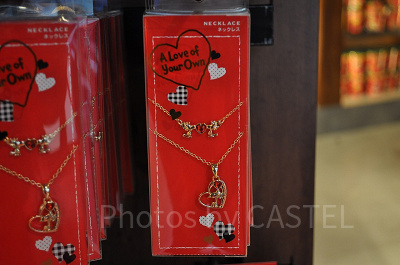 NECKLACE
ネックレス
A Love of
Your Own
NECKLACE
ネックレス
A Love of
Your Own
Photos by CASTEL